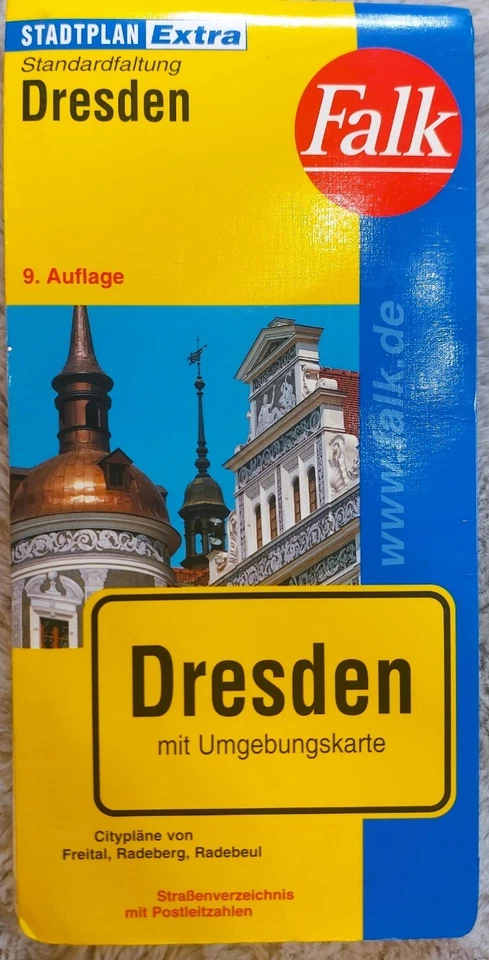 STADTPLAN Extra
Standardfaltung
Dresden
Falk
9. Auflage
www.falk.de
Dresden
mit Umgebungskarte
Citypläne von
Freital, Radeberg, Radebeul
Straßenverzeichnis
mit Postleitzahlen